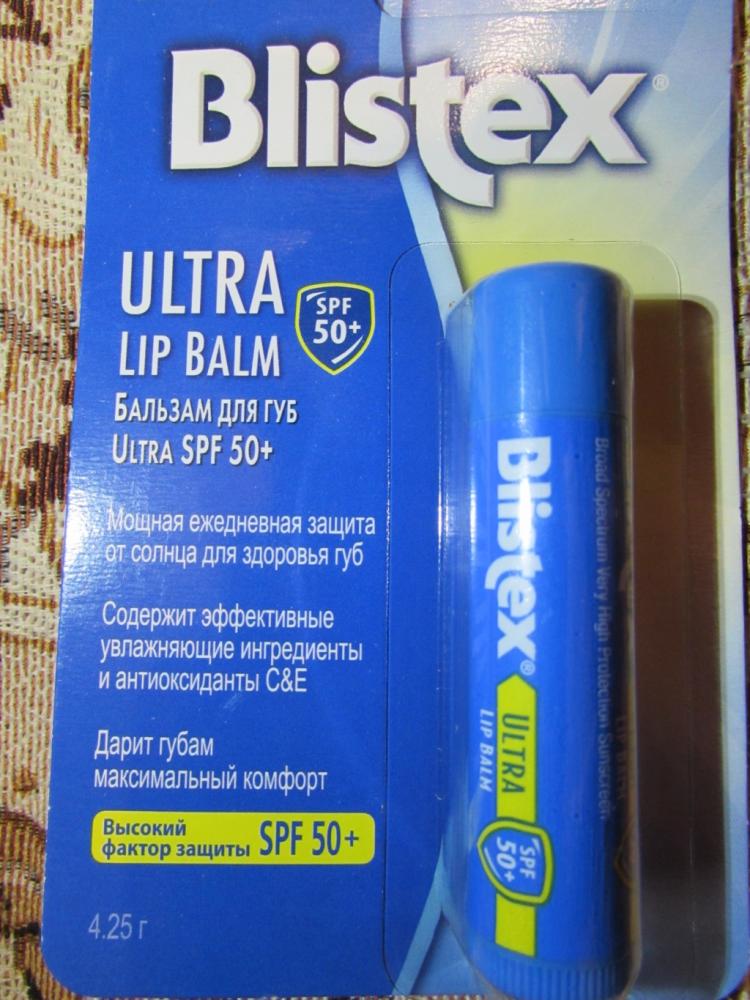 Blistex®
ULTRA
LIP BALM
SPF
50+
БАЛЬЗАМ ДЛЯ ГУБ
ULTRA SPF 50+
Мощная ежедневная защита
от солнца для здоровья губ
Содержит эффективные
увлажняющие ингредиенты
и антиоксиданты C&E
Дарит губам
максимальный комфорт
Высокий
фактор защиты SPF 50+
4.25 г
Blistex®
ULTRA
LIP BALM
SPF
50+
Broad Spectrum Very High Protection Sunscreen
LIP BALM